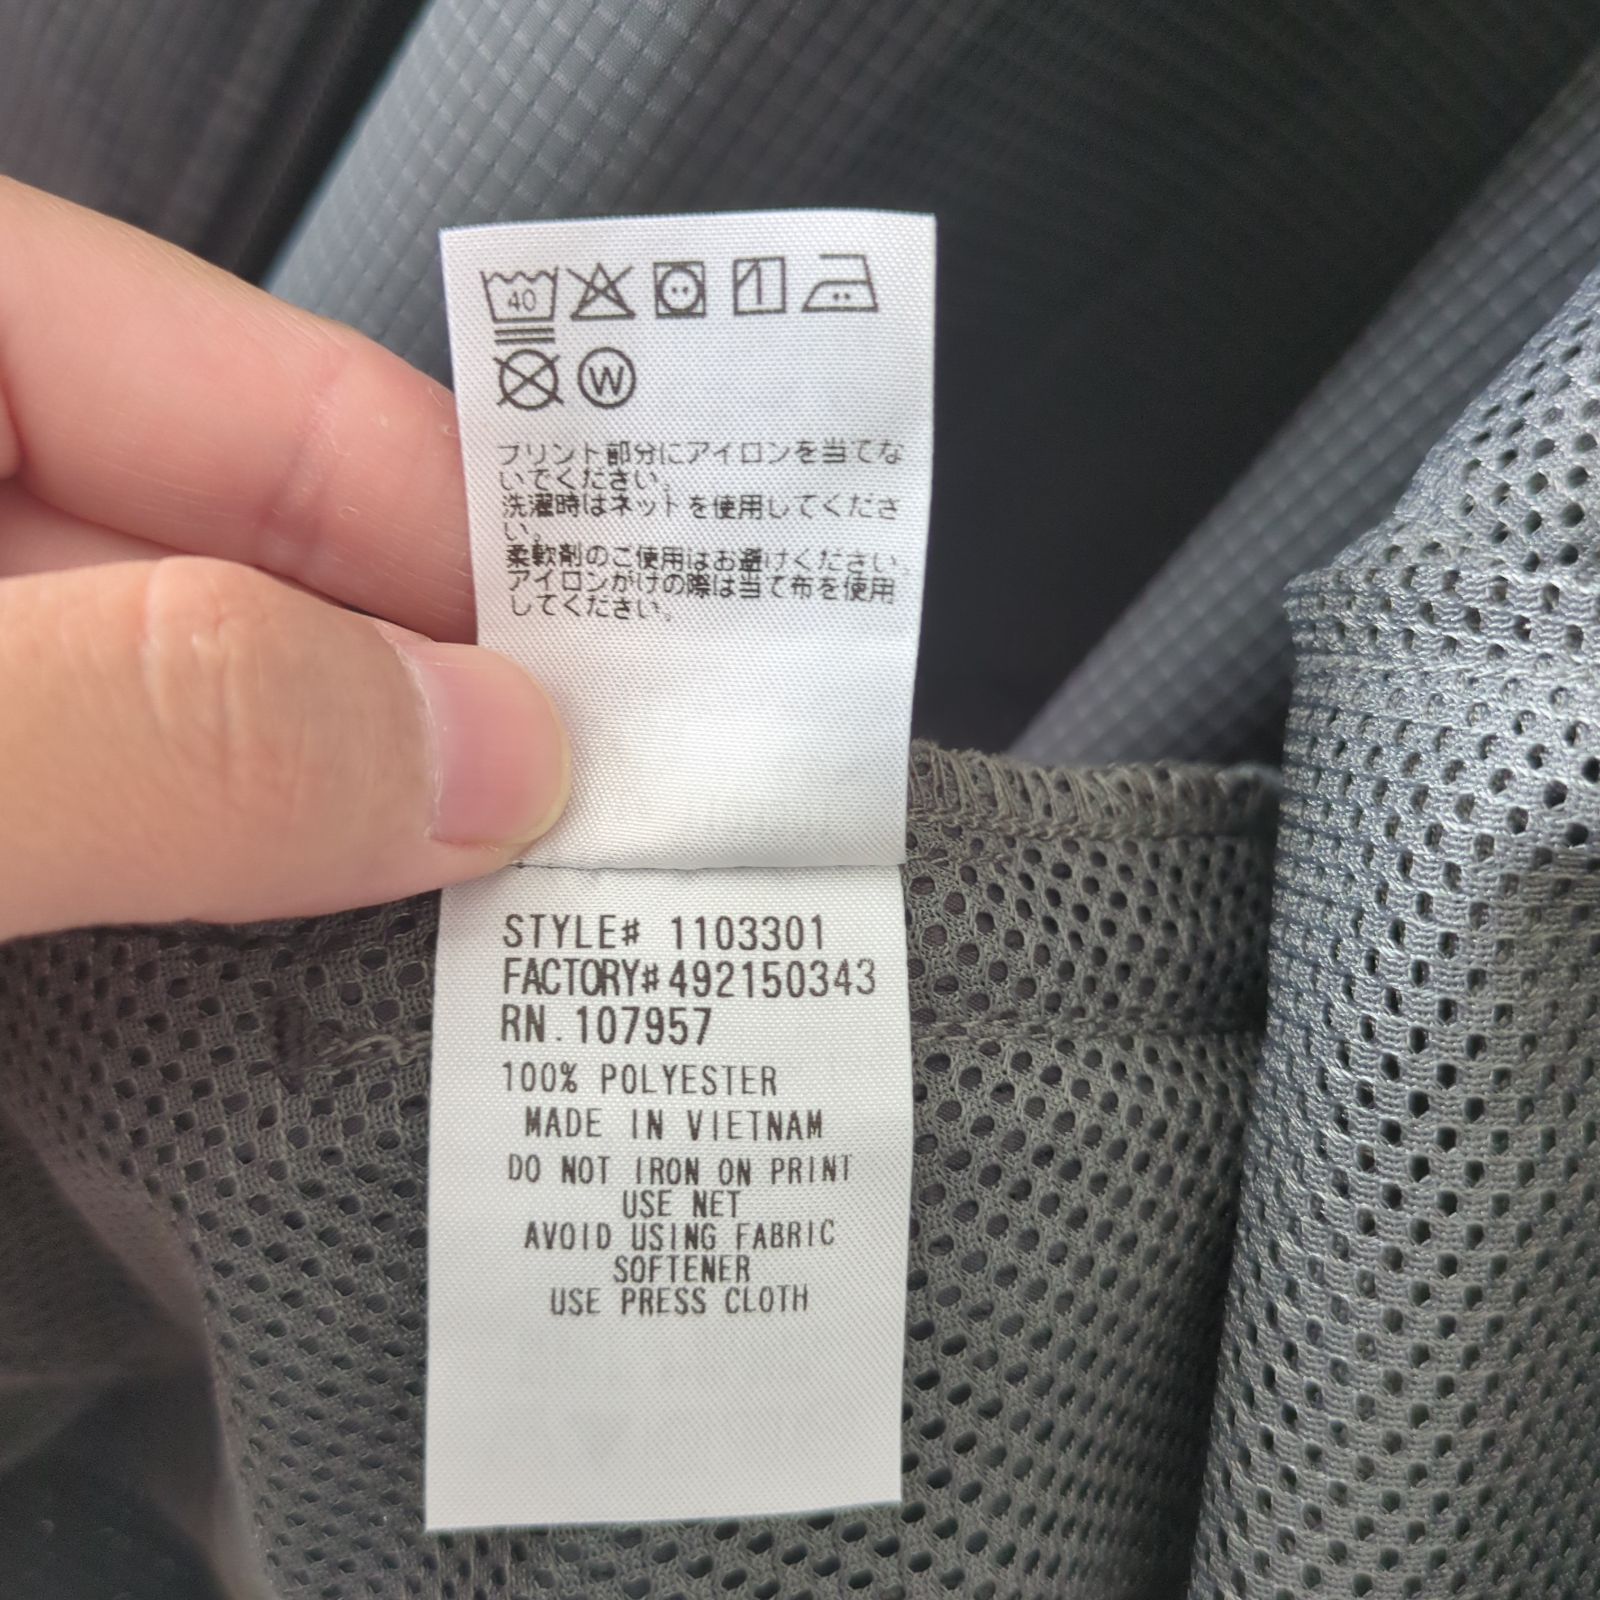 40
W
プリント部分にアイロンを当てな
いでください。
洗濯時はネットを使用してくださ
い。
柔軟剤のご使用はお避けください。
アイロンがけの際は当て布を使用
してください。
STYLE# 1103301
FACTORY#492150343
RN.107957
100% POLYESTER
MADE IN VIETNAM
DO NOT IRON ON PRINT
USE NET
AVOID USING FABRIC
SOFTENER
USE PRESS CLOTH